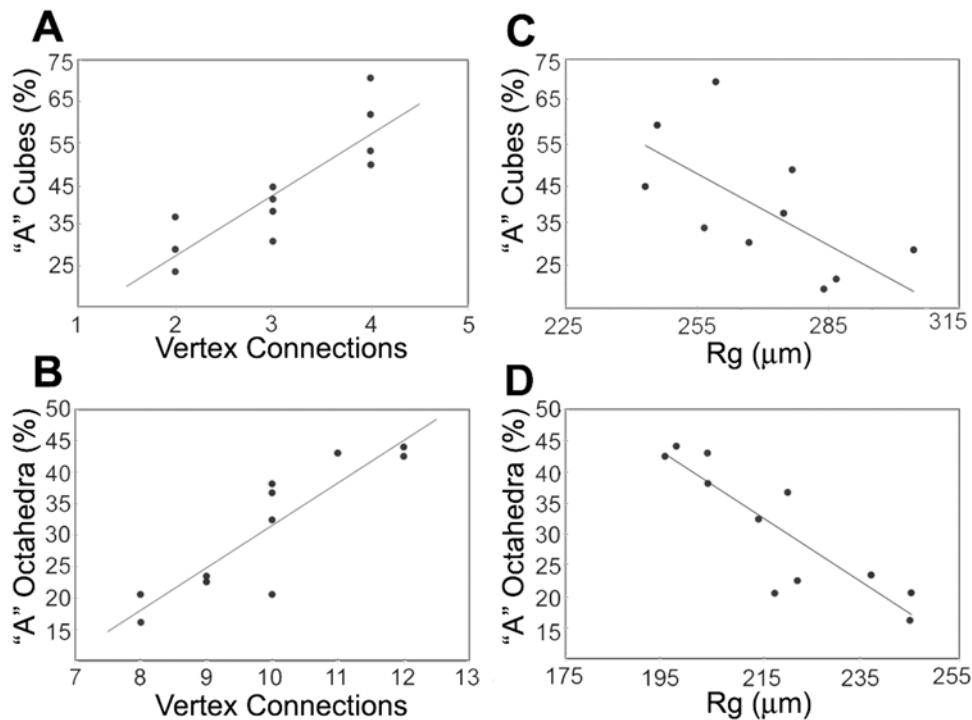 A
"A" Cubes (%)
75
65
55
45
35
25
1 2 3 4 5
Vertex Connections
C
"A" Cubes (%)
75
65
55
45
35
25
225 255 285 315
Rg (μm)
B
"A" Octahedra (%)
50
45
40
35
30
25
20
15
7 8 9 10 11 12 13
Vertex Connections
D
"A" Octahedra (%)
50
45
40
35
30
25
20
15
175 195 215 235 255
Rg (μm)